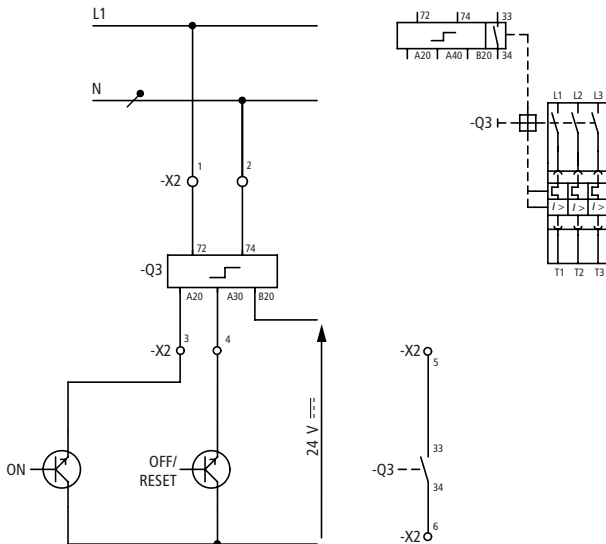 L1
N
1
2
-X2
72
74
-Q3
A20
A30
B20
3
4
-X2
24 V
ON
OFF/
RESET
72
74
33
A20
A40
B20
34
L1
L2
L3
-Q3
I >
I >
I >
T1
T2
T3
-X2
5
33
-Q3
34
-X2
6